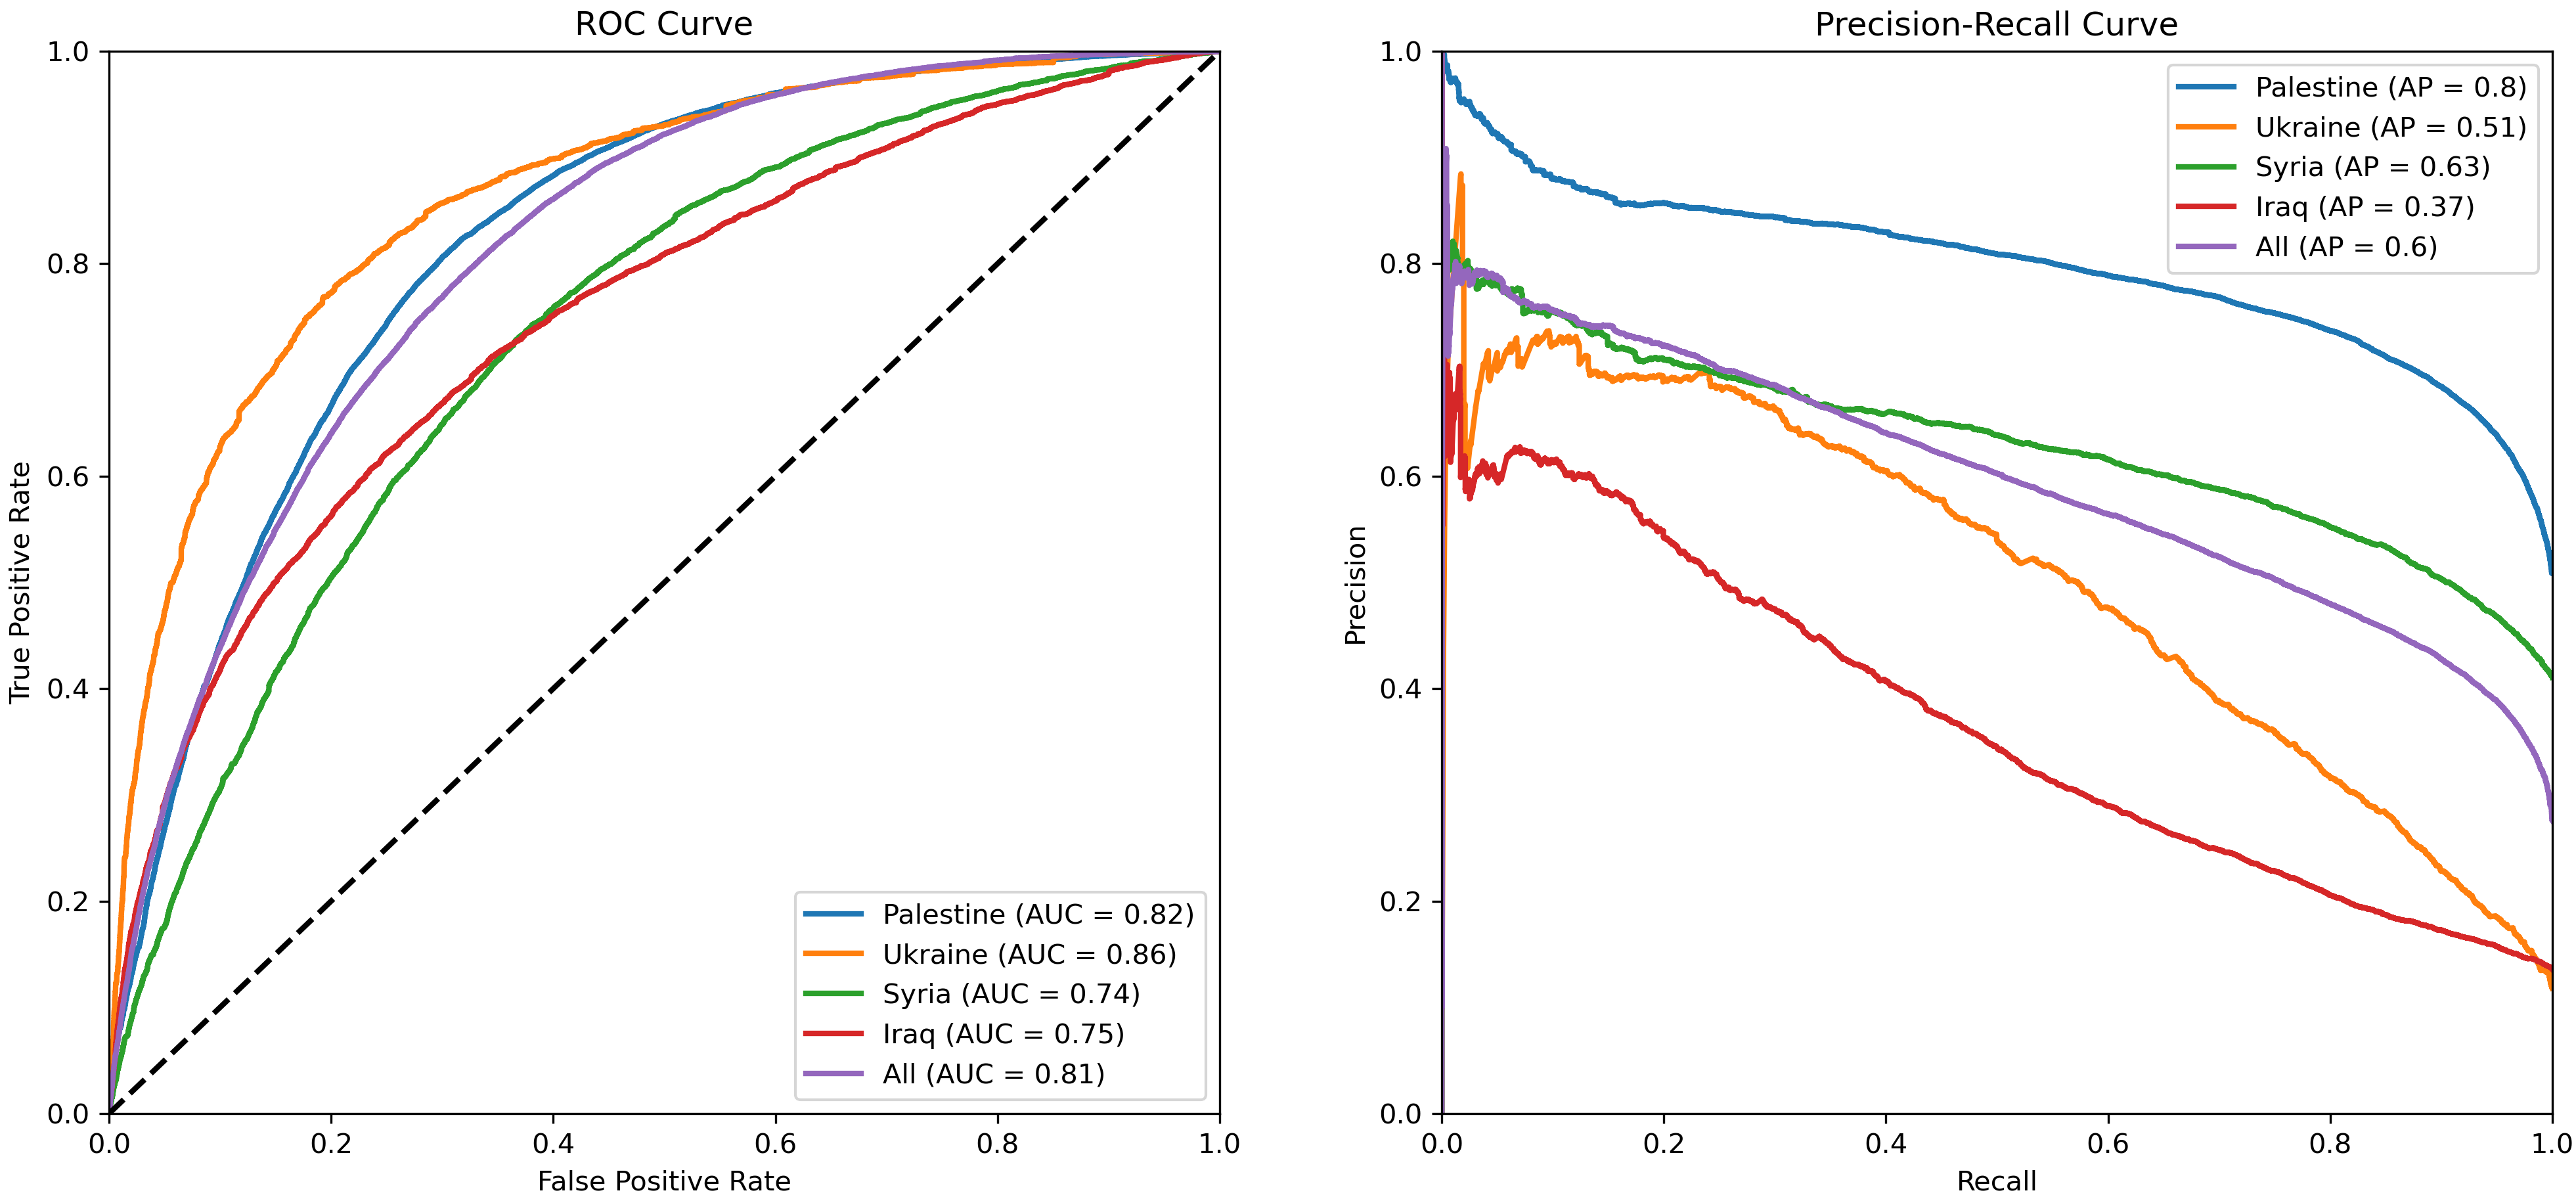 ROC Curve
1.0
0.8
0.6
0.4
0.2
0.0
True Positive Rate
Palestine (AUC = 0.82)
Ukraine (AUC = 0.86)
Syria (AUC = 0.74)
Iraq (AUC = 0.75)
All (AUC = 0.81)
0.0 0.2 0.4 0.6 0.8 1.0
False Positive Rate
Precision-Recall Curve
1.0
0.8
0.6
0.4
0.2
0.0
Precision
Palestine (AP = 0.8)
Ukraine (AP = 0.51)
Syria (AP = 0.63)
Iraq (AP = 0.37)
All (AP = 0.6)
0.0 0.2 0.4 0.6 0.8 1.0
Recall